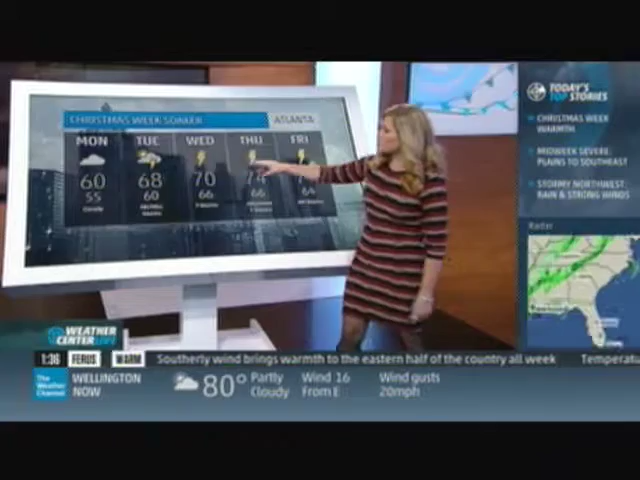 CHRISTMAS WEEK SOAKER
ATLANTA
MON
TUE
WED
THU
FRI
60
68
70
55
60
66
66
TODAY'S
TOP STORIES
CHRISTMAS WEEK
WARMTH
MIDWEEK SEVERE:
PLAINS TO SOUTHEAST
STORMY NORTHWEST:
RAIN & STRONG WINDS
Radar
WEATHER
CENTER LIVE
1:36
FERUS
WARM
Southerly wind brings warmth to the eastern half of the country all week
The
Weather
Channel
WELLINGTON
NOW
80°
Partly
Cloudy
Wind 16
From E
Wind gusts
20mph